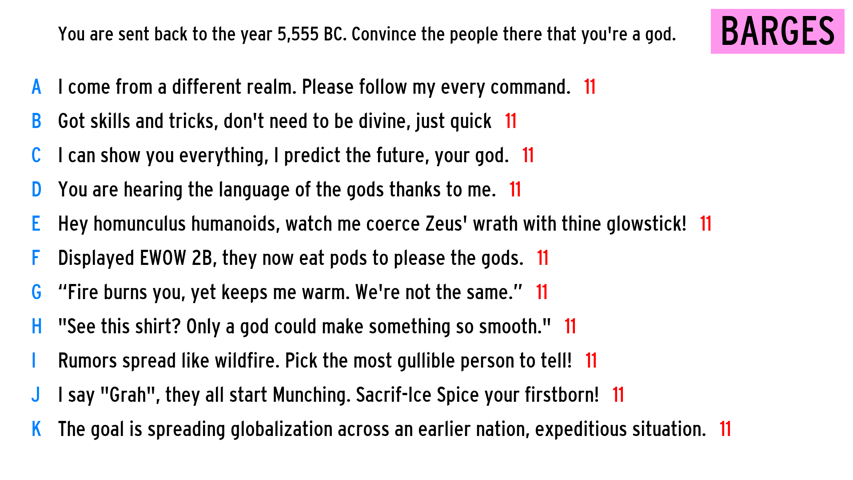 You are sent back to the year 5,555 BC. Convince the people there that you're a god.
BARGES
A I come from a different realm. Please follow my every command. 11
B Got skills and tricks, don't need to be divine, just quick 11
C I can show you everything, I predict the future, your god. 11
D You are hearing the language of the gods thanks to me. 11
E Hey homunculus humanoids, watch me coerce Zeus' wrath with thine glowstick! 11
F Displayed EWOW 2B, they now eat pods to please the gods. 11
G “Fire burns you, yet keeps me warm. We're not the same.” 11
H "See this shirt? Only a god could make something so smooth." 11
I Rumors spread like wildfire. Pick the most gullible person to tell! 11
J I say "Grah", they all start Munching. Sacrif-Ice Spice your firstborn! 11
K The goal is spreading globalization across an earlier nation, expeditious situation. 11